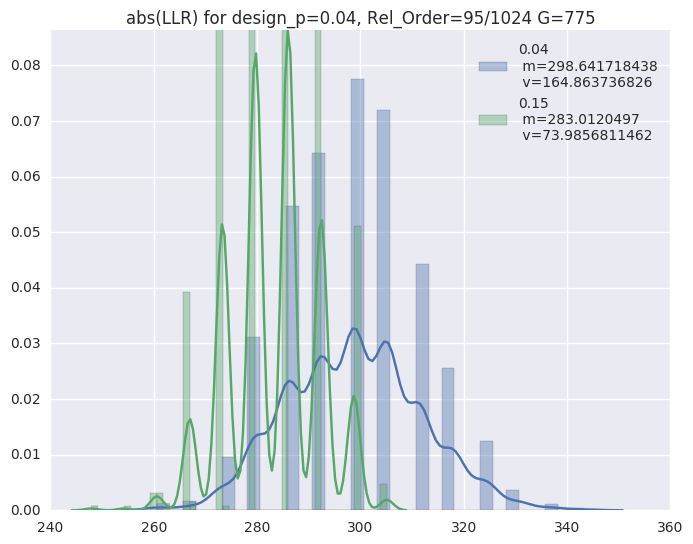 abs(LLR) for design_p=0.04, Rel_Order=95/1024 G=775
0.04
m=298.641718438
v=164.863736826
0.15
m=283.0120497
v=73.9856811462
0.08
0.07
0.06
0.05
0.04
0.03
0.02
0.01
0.00
240 260 280 300 320 340 360